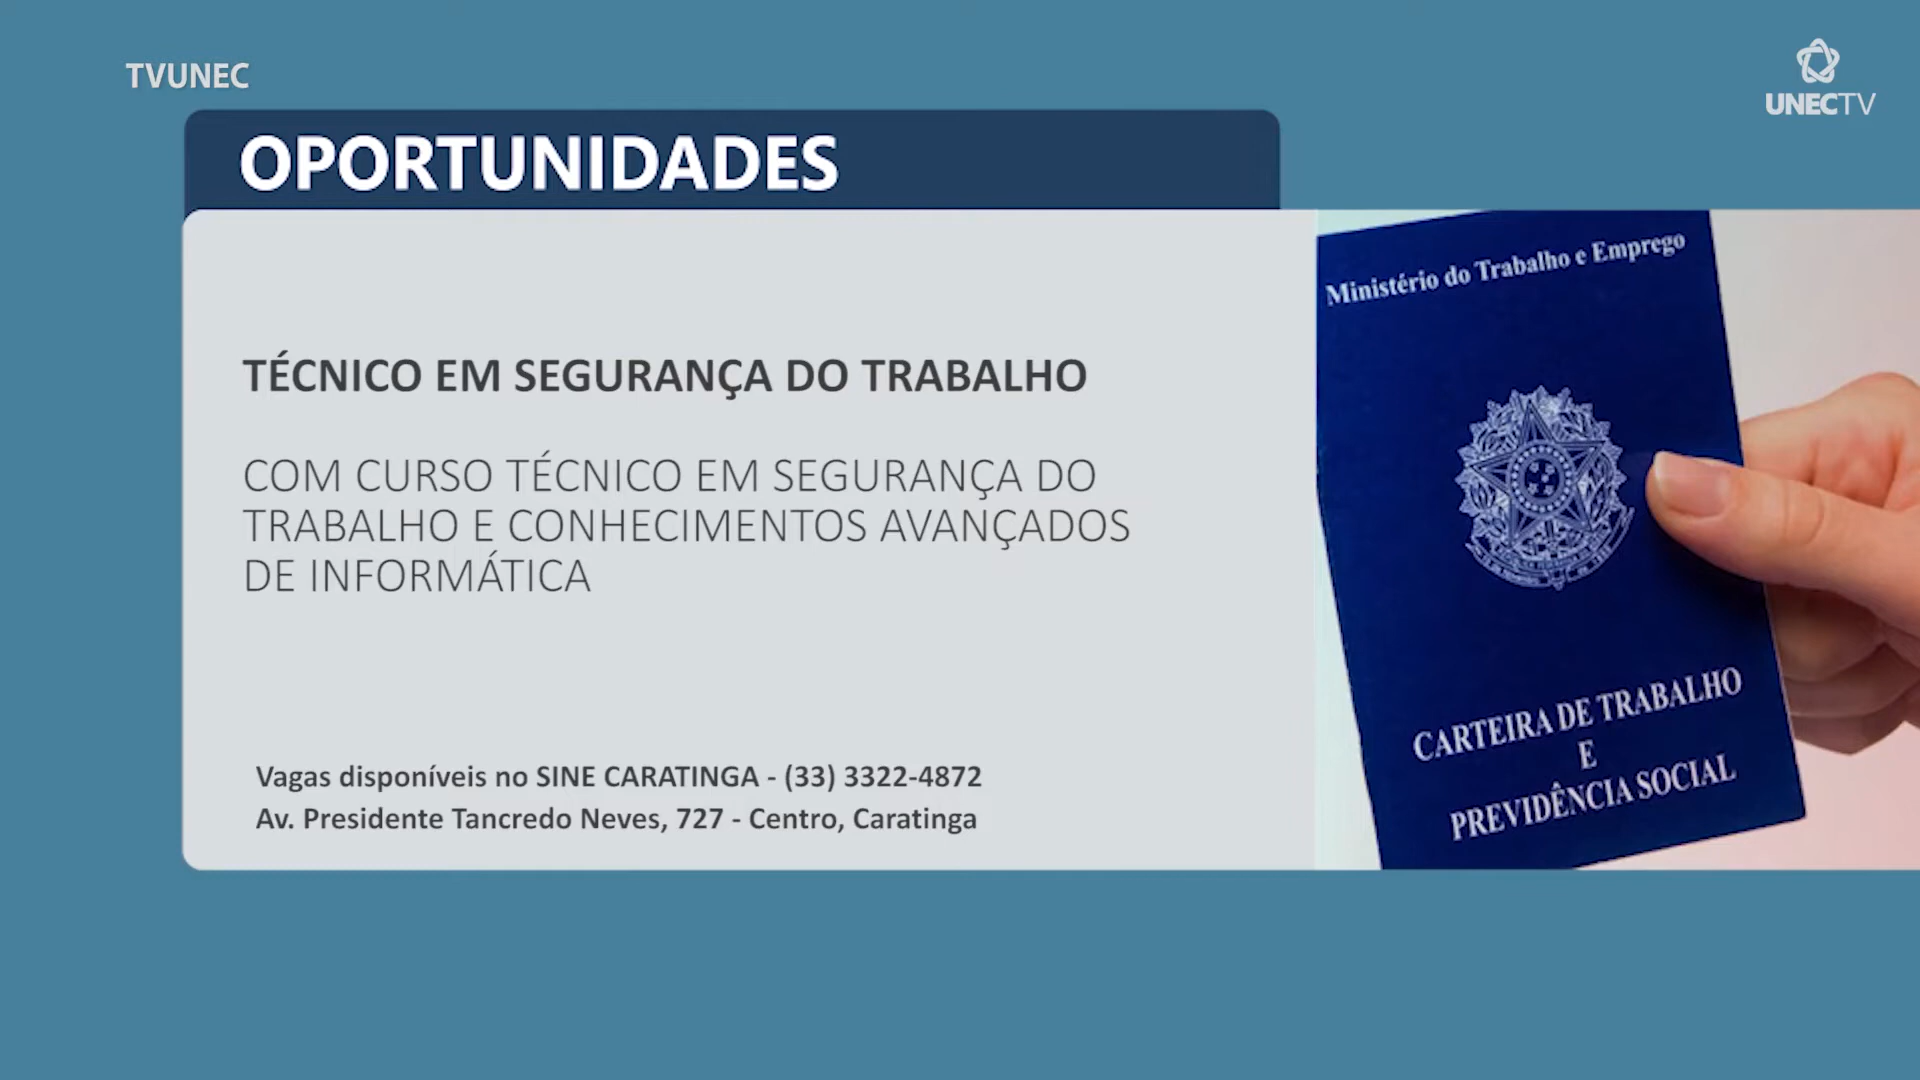 TVUNEC
UNECTV
OPORTUNIDADES
Ministério do Trabalho e Emprego
TÉCNICO EM SEGURANÇA DO TRABALHO
COM CURSO TÉCNICO EM SEGURANÇA DO
TRABALHO E CONHECIMENTOS AVANÇADOS
DE INFORMÁTICA
CARTEIRA DE TRABALHO
E
PREVIDÊNCIA SOCIAL
Vagas disponíveis no SINE CARATINGA - (33) 3322-4872
Av. Presidente Tancredo Neves, 727 - Centro, Caratinga